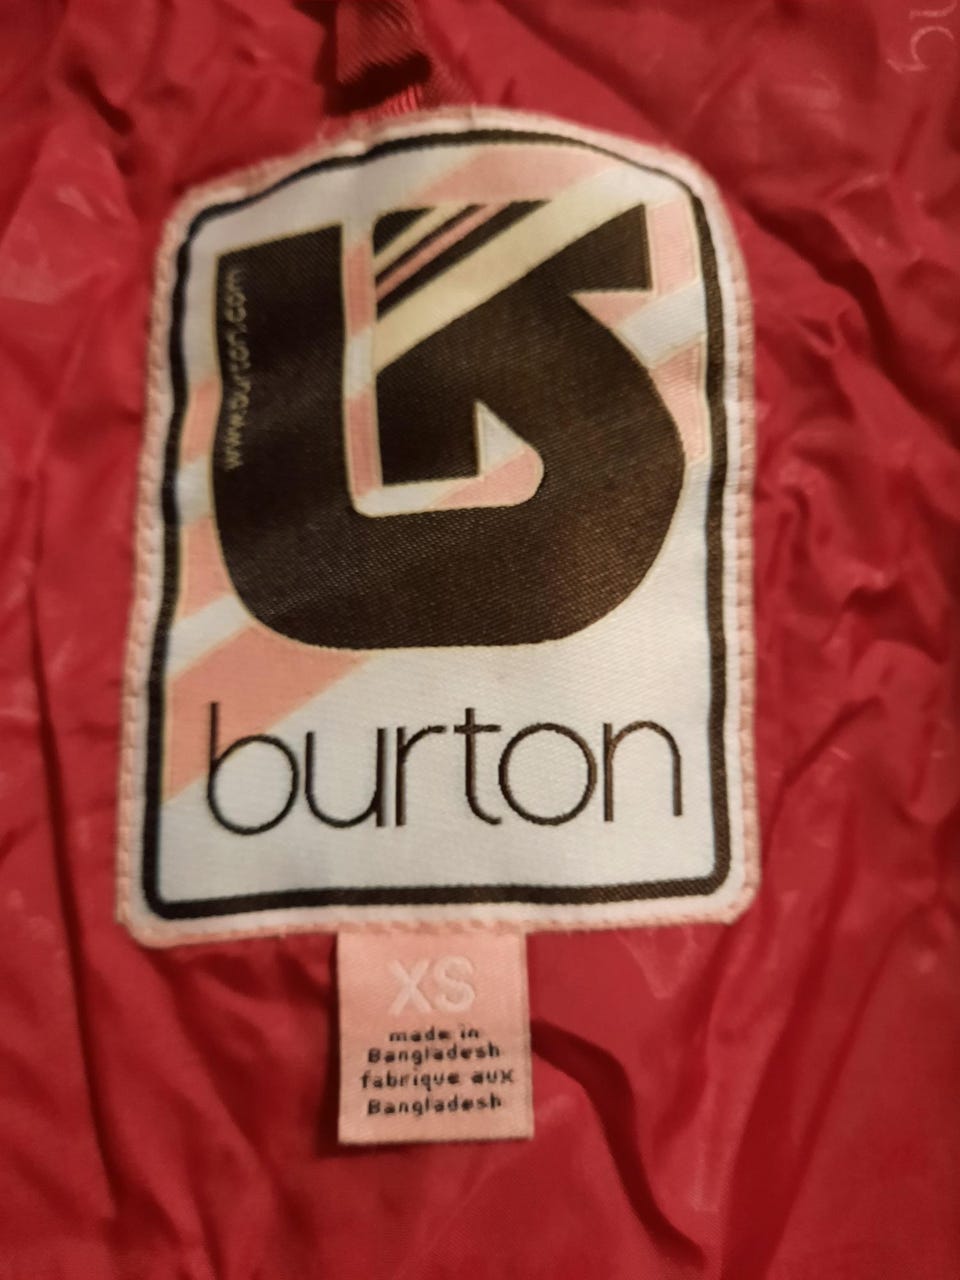 www.burton.com
burton
XS
made in
Bangladesh
fabrique aux
Bangladesh